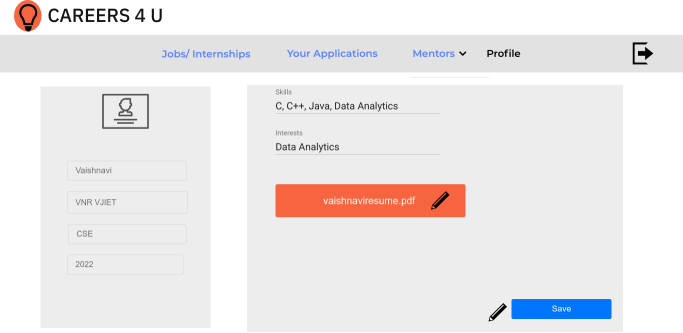 CAREERS 4 U
Jobs/ Internships Your Applications Mentors Profile
Vaishnavi
VNR VJIET
CSE
2022
Skills
C, C++, Java, Data Analytics
Interests
Data Analytics
vaishnaviresume.pdf
Save